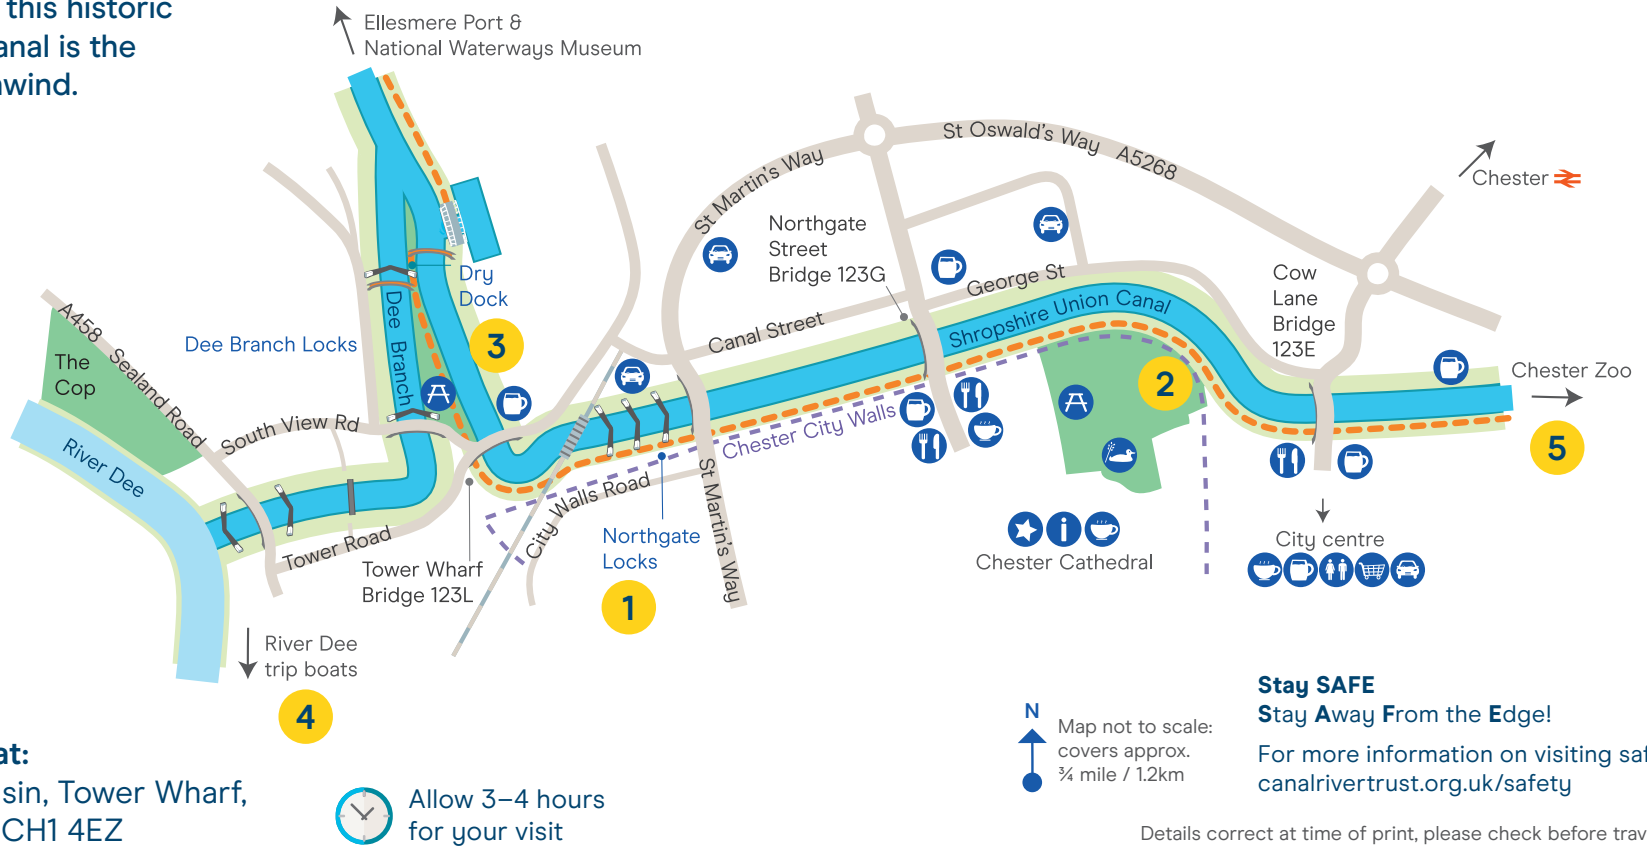 this historic
anal is the
wind.
Ellesmere Port &
National Waterways Museum
St Oswald's Way A5268
St Martin's Way
Chester
Northgate
Street
Bridge 123G
Cow
Lane
Bridge
123E
George St
Canal Street
Shropshire Union Canal
Dry
Dock
3
Dee Branch Locks
Dee Branch
A458 Sealand Road
The
Cop
River Dee
South View Rd
2
Chester Zoo
5
Chester City Walls
City Walls Road
St Martin's Way
Tower Road
Tower Wharf
Bridge 123L
Northgate
Locks
1
i
Chester Cathedral
City centre
River Dee
trip boats
4
N
Map not to scale:
covers approx.
¾ mile / 1.2km
Stay SAFE
Stay Away From the Edge!
For more information on visiting saf
canalrivertrust.org.uk/safety
at:
sin, Tower Wharf,
CH1 4EZ
Allow 3–4 hours
for your visit
Details correct at time of print, please check before trav